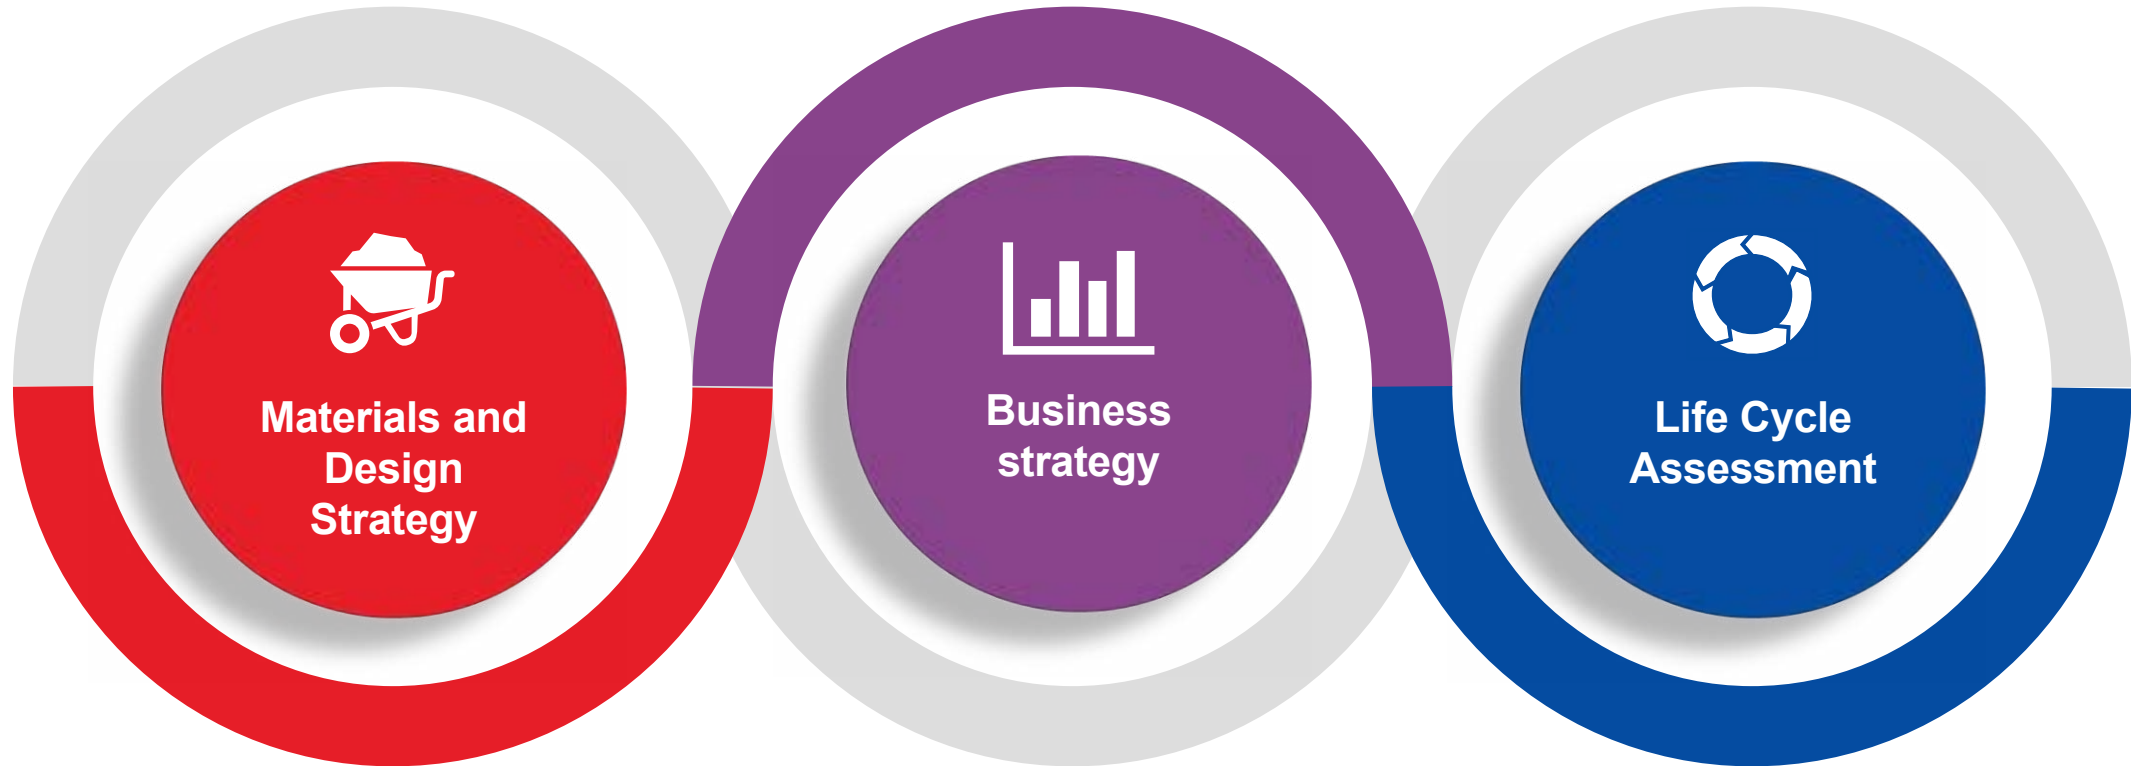 Materials and
Design
Strategy
Business
strategy
Life Cycle
Assessment